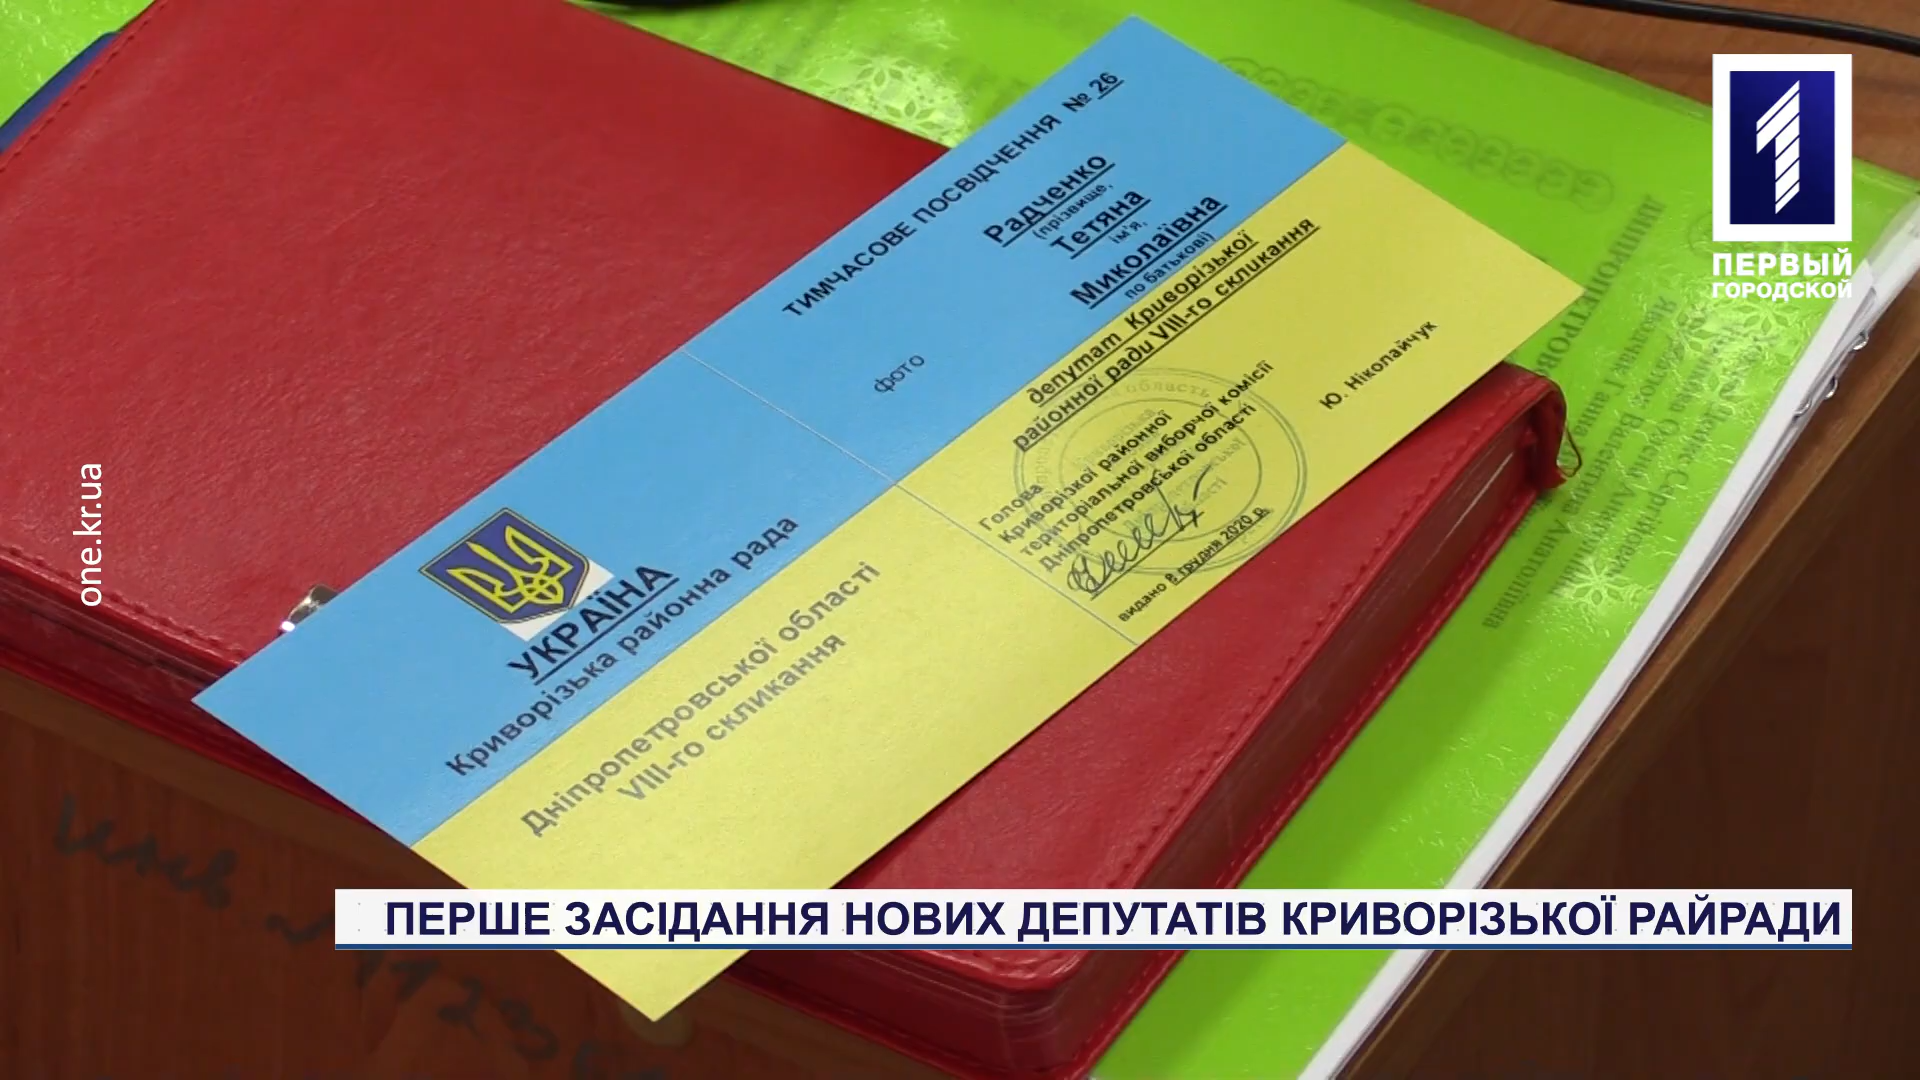 ТИМЧАСОВЕ ПОСВІДЧЕННЯ № 26
Радченко
(прізвище,
Тетяна
ім'я,
Миколаївна
по батькові)
депутат Криворізької
районної ради VIII-го скликання
фото
Голова
Криворізкої районної
територіальної виборчої комісії
Дніпропетровської області
Ю. Ніколайчук
видано 8 грудня 2020 р.
УКРАЇНА
Криворізька районна рада
Дніпропетровської області
VIII-го скликання
ПЕРВЫЙ
ГОРОДСКОЙ
one.kr.ua
ПЕРШЕ ЗАСІДАННЯ НОВИХ ДЕПУТАТІВ КРИВОРІЗЬКОЇ РАЙРАДИ